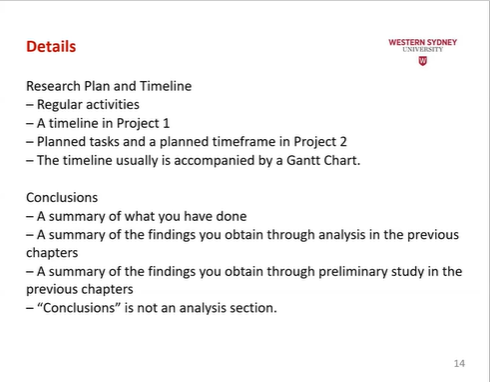 Details
WESTERN SYDNEY
UNIVERSITY
W
Research Plan and Timeline
– Regular activities
– A timeline in Project 1
– Planned tasks and a planned timeframe in Project 2
– The timeline usually is accompanied by a Gantt Chart.
Conclusions
– A summary of what you have done
– A summary of the findings you obtain through analysis in the previous
chapters
– A summary of the findings you obtain through preliminary study in the
previous chapters
– “Conclusions” is not an analysis section.
14